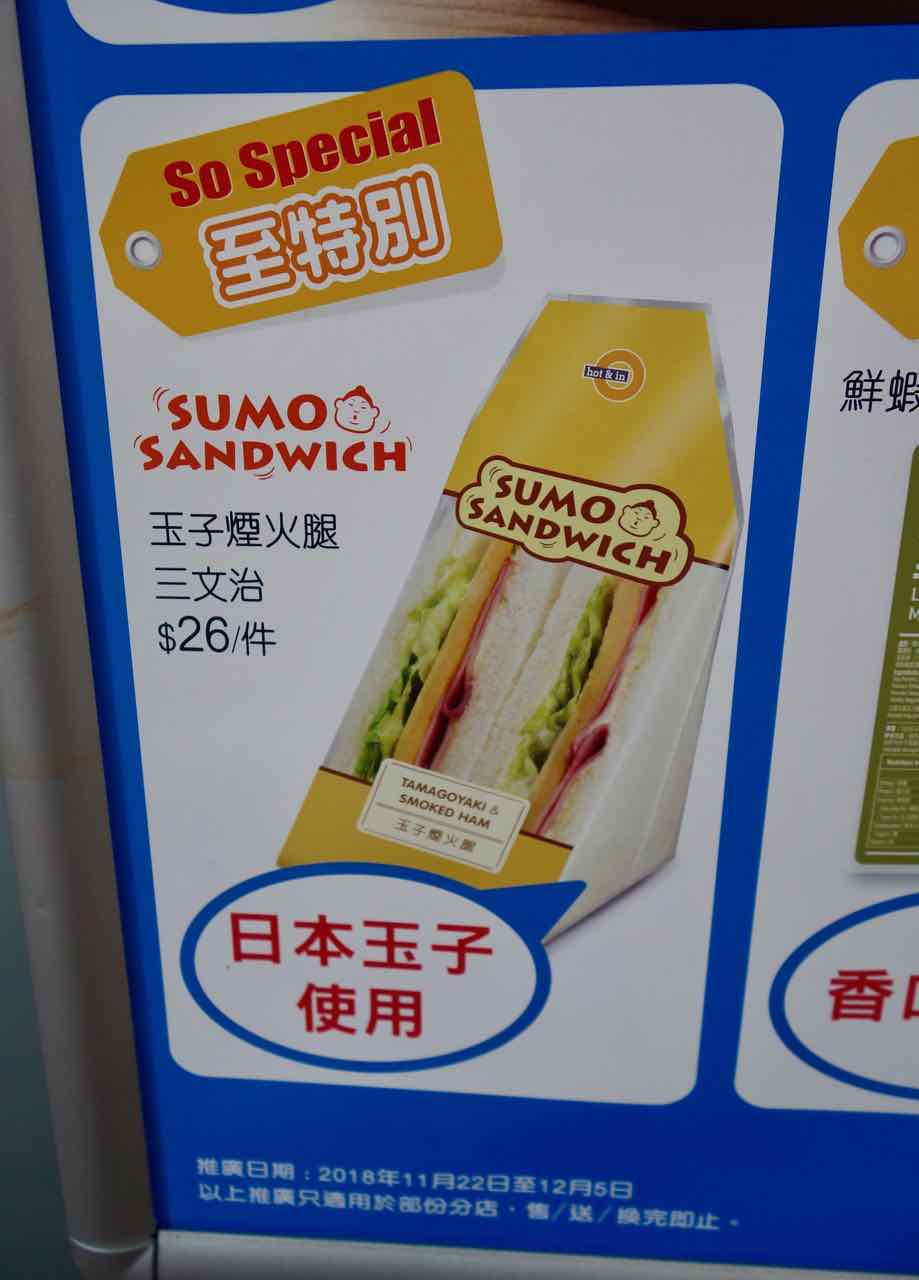 So Special
至特別
SUMO
SANDWICH
玉子煙火腿
三文治
$26/件
hot & in
SUMO
SANDWICH
TAMAGOYAKI &
SMOKED HAM
玉子煙火腿
日本玉子
使用
鮮蝦
香口
推廣日期：2018年11月22日至12月5日
以上推廣只適用於部份分店，售/送/換完即止。